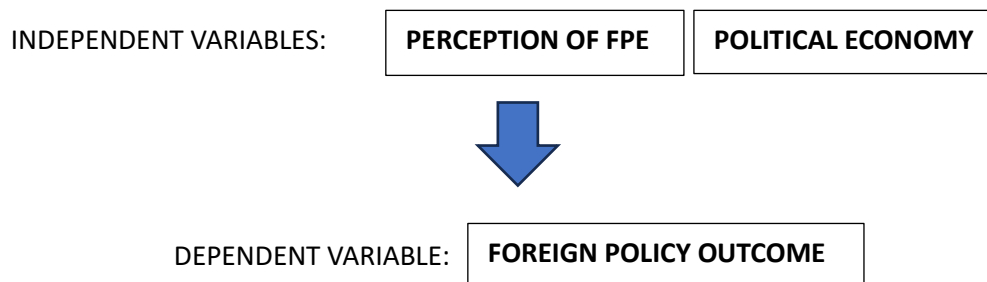 INDEPENDENT VARIABLES: PERCEPTION OF FPE POLITICAL ECONOMY
DEPENDENT VARIABLE: FOREIGN POLICY OUTCOME